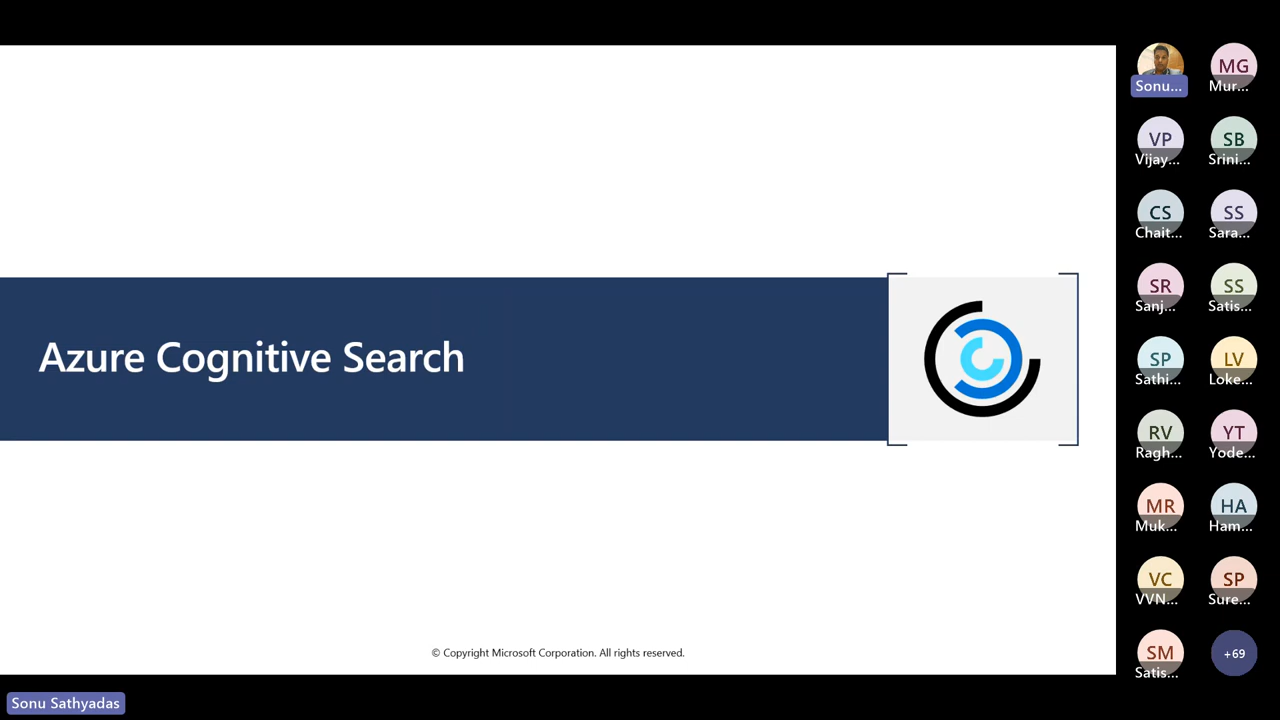 Azure Cognitive Search
© Copyright Microsoft Corporation. All rights reserved.
Sonu Sathyadas
Sonu...
MG
Mur...
VP
Vijay...
SB
Srini...
CS
Chait...
SS
Sara...
SR
Sanj...
SS
Satis...
SP
Sathi...
LV
Loke...
RV
Ragh...
YT
Yode...
MR
Muk...
HA
Ham...
VC
VVN...
SP
Sure...
SM
Satis...
+69